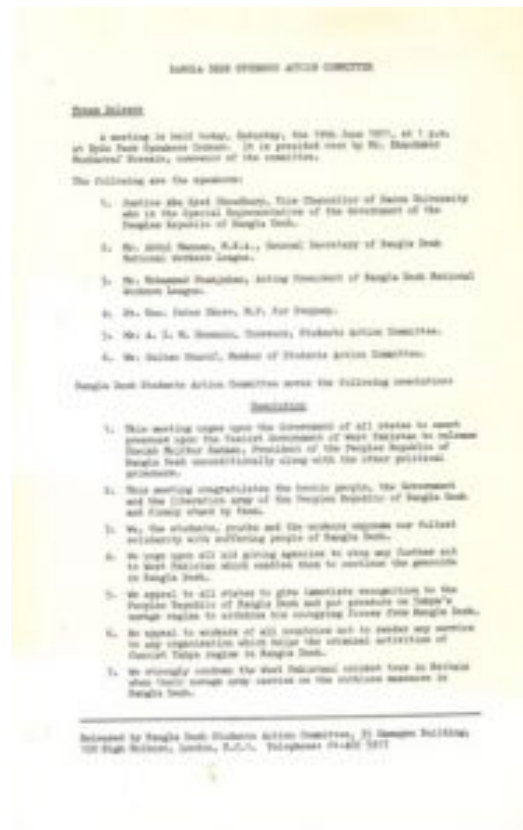 BANGLA DESH STUDENTS ACTION COMMITTEE
Press Release
A meeting is held today, Saturday, the 19th June 1971, at 1 p.m.
at Hyde Park Speakers Corner. It is presided over by Mr.
convenor of the committee.
The following are the speakers:
1. Justice Abu Syed Choudhury, Vice Chancellor of Dacca University
who is the Special Representative of the Government of the
Peoples Republic of Bangla Desh.
2. Mr. Abdul Mannan, General Secretary of Bangla Desh
National Workers League.
3. Mr. Mohammad Shahjahan, Acting President of Bangla Desh National
Workers League.
4. Rt. Hon. Peter Shore, M.P. for Stepney.
5. Mr. Students Action Committee.
6. Mr. Sultan Sharif, Member of Students Action Committee.
Bangla Desh Students Action Committee moves the following resolution:
Resolution
1. This meeting urges upon the Government of all states to exert
pressure upon the Fascist Government of West Pakistan to release
Sheikh Mujibur Rahman, President of the Peoples Republic of
Bangla Desh unconditionally along with the other political
prisoners.
2. This meeting congratulates the heroic people, the Government
and the liberation army of the Peoples Republic of Bangla Desh
and firmly stand by them.
3. We, the students, youths and the workers express our fullest
solidarity with suffering people of Bangla Desh.
4. We urge upon all aid giving agencies to stop any further aid
to West Pakistan which enables them to continue the genocide
in Bangla Desh.
5. We appeal to all states to give immediate recognition to the
Peoples Republic of Bangla Desh and put pressure on Yahya's
savage regime to withdraw the occupying forces from Bangla Desh.
6. We appeal to workers of all countries not to render any service
to any organisation which helps the criminal activities of
fascist Yahya regime in Bangla Desh.
7. We strongly condemn the West Pakistani cricket tour in Britain
when their savage army carries on the ruthless massacre in
Bangla Desh.
Released by Bangla Desh Students Action Committee, 35 Gamages Building,
120 High Holborn, London, E.C.1. Telephone: